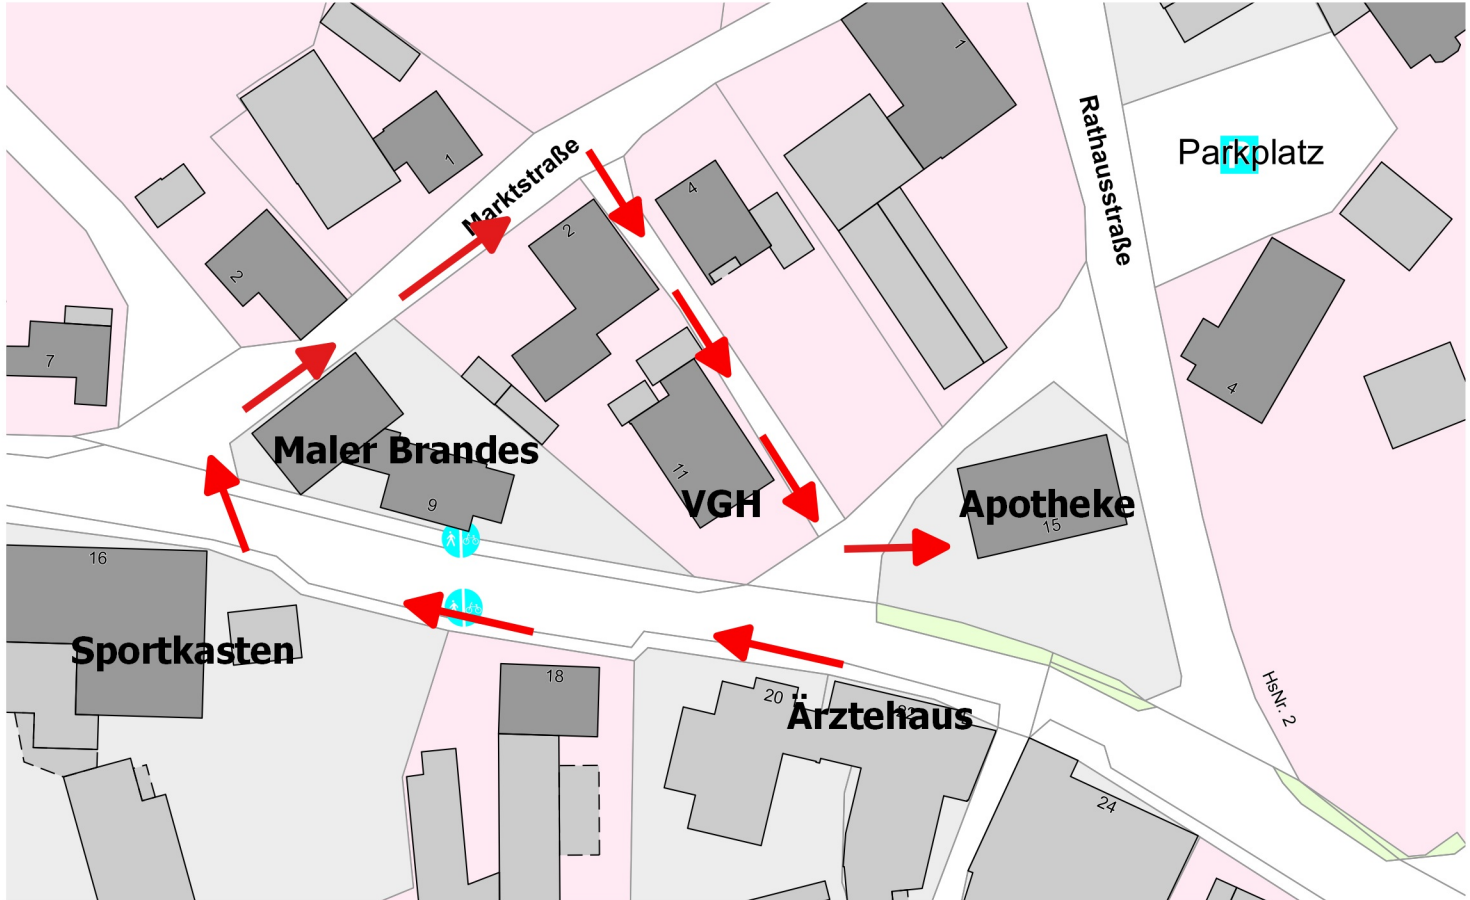 1
Rathausstraße
Parkplatz
1
Marktstraße
4
2
2
7
4
Maler Brandes
11
9
VGH
Apotheke
15
16
Sportkasten
18
20
Ärztehaus
HsNr. 2
24